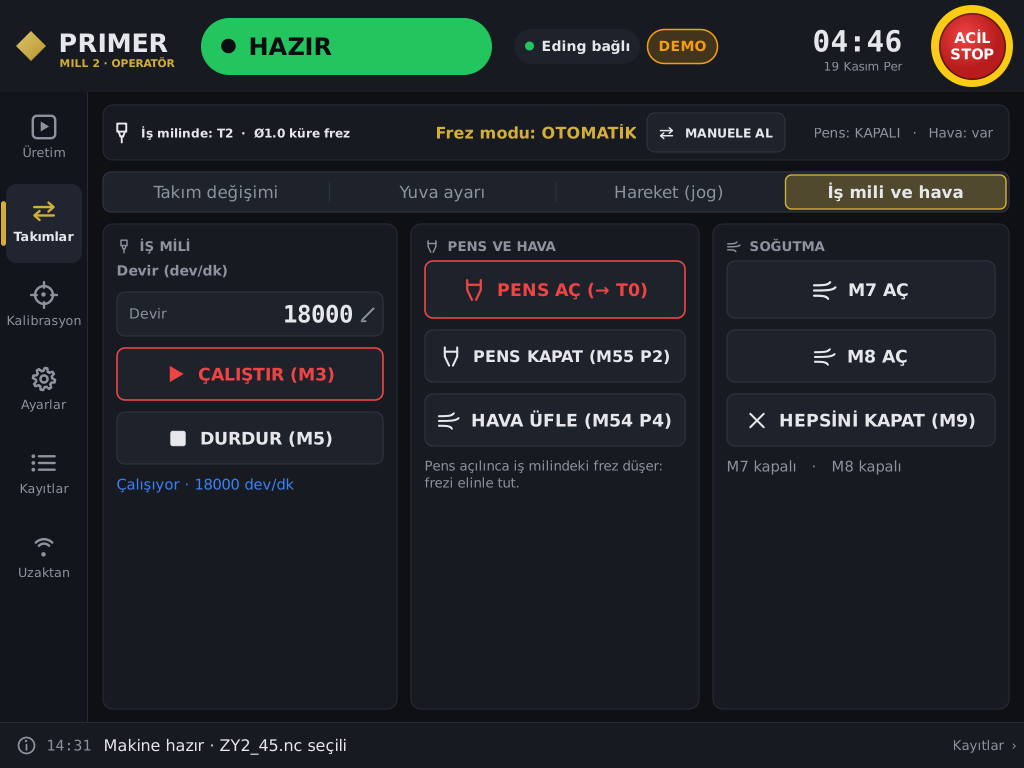 PRIMER
MILL 2 · OPERATÖR
HAZIR
Eding bağlı
DEMO
04:46
19 Kasım Per
ACİL
STOP
Üretim
Takımlar
Kalibrasyon
Ayarlar
Kayıtlar
Uzaktan
İş milinde: T2 · Ø1.0 küre frez
Frez modu: OTOMATİK
MANUELE AL
Pens: KAPALI · Hava: var
Takım değişimi
Yuva ayarı
Hareket (jog)
İş mili ve hava
İŞ MİLİ
Devir (dev/dk)
Devir 18000
ÇALIŞTIR (M3)
DURDUR (M5)
Çalışıyor · 18000 dev/dk
PENS VE HAVA
PENS AÇ (→ T0)
PENS KAPAT (M55 P2)
HAVA ÜFLE (M54 P4)
Pens açılınca iş milindeki frez düşer:
frezi elinle tut.
SOĞUTMA
M7 AÇ
M8 AÇ
HEPSİNİ KAPAT (M9)
M7 kapalı · M8 kapalı
14:31 Makine hazır · ZY2_45.nc seçili
Kayıtlar ›